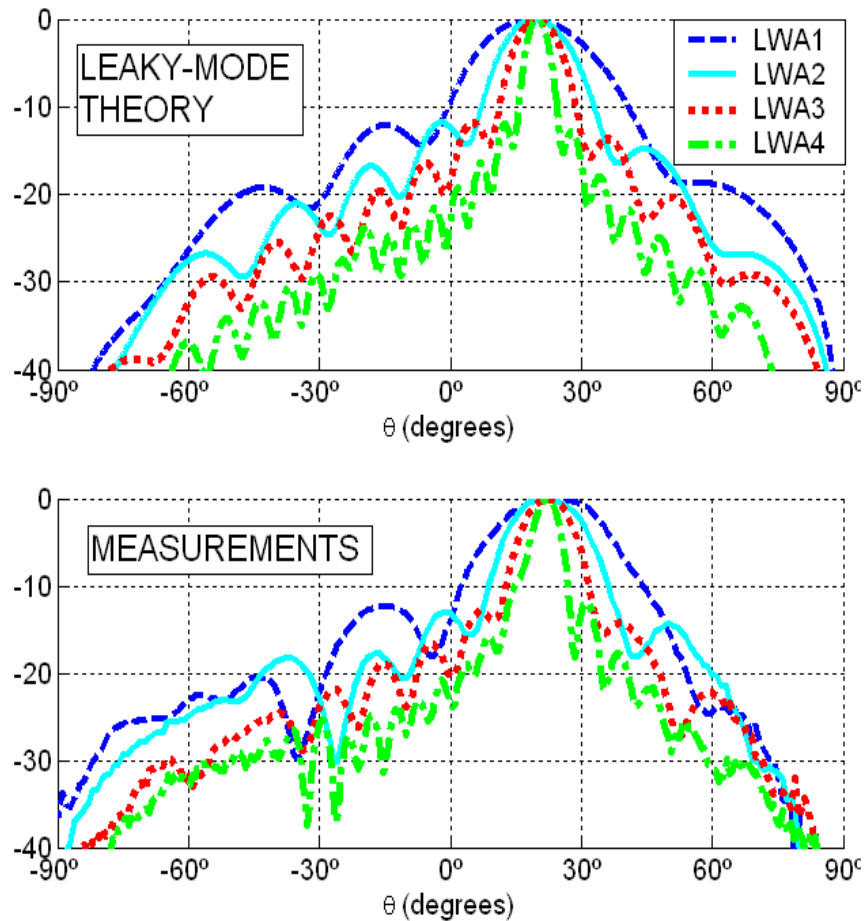 0
-10
-20
-30
-40
LEAKY-MODE
THEORY
LWA1
LWA2
LWA3
LWA4
-90º -60º -30º 0º 30º 60º 90º
θ (degrees)
0
-10
-20
-30
-40
MEASUREMENTS
-90º -60º -30º 0º 30º 60º 90º
θ (degrees)